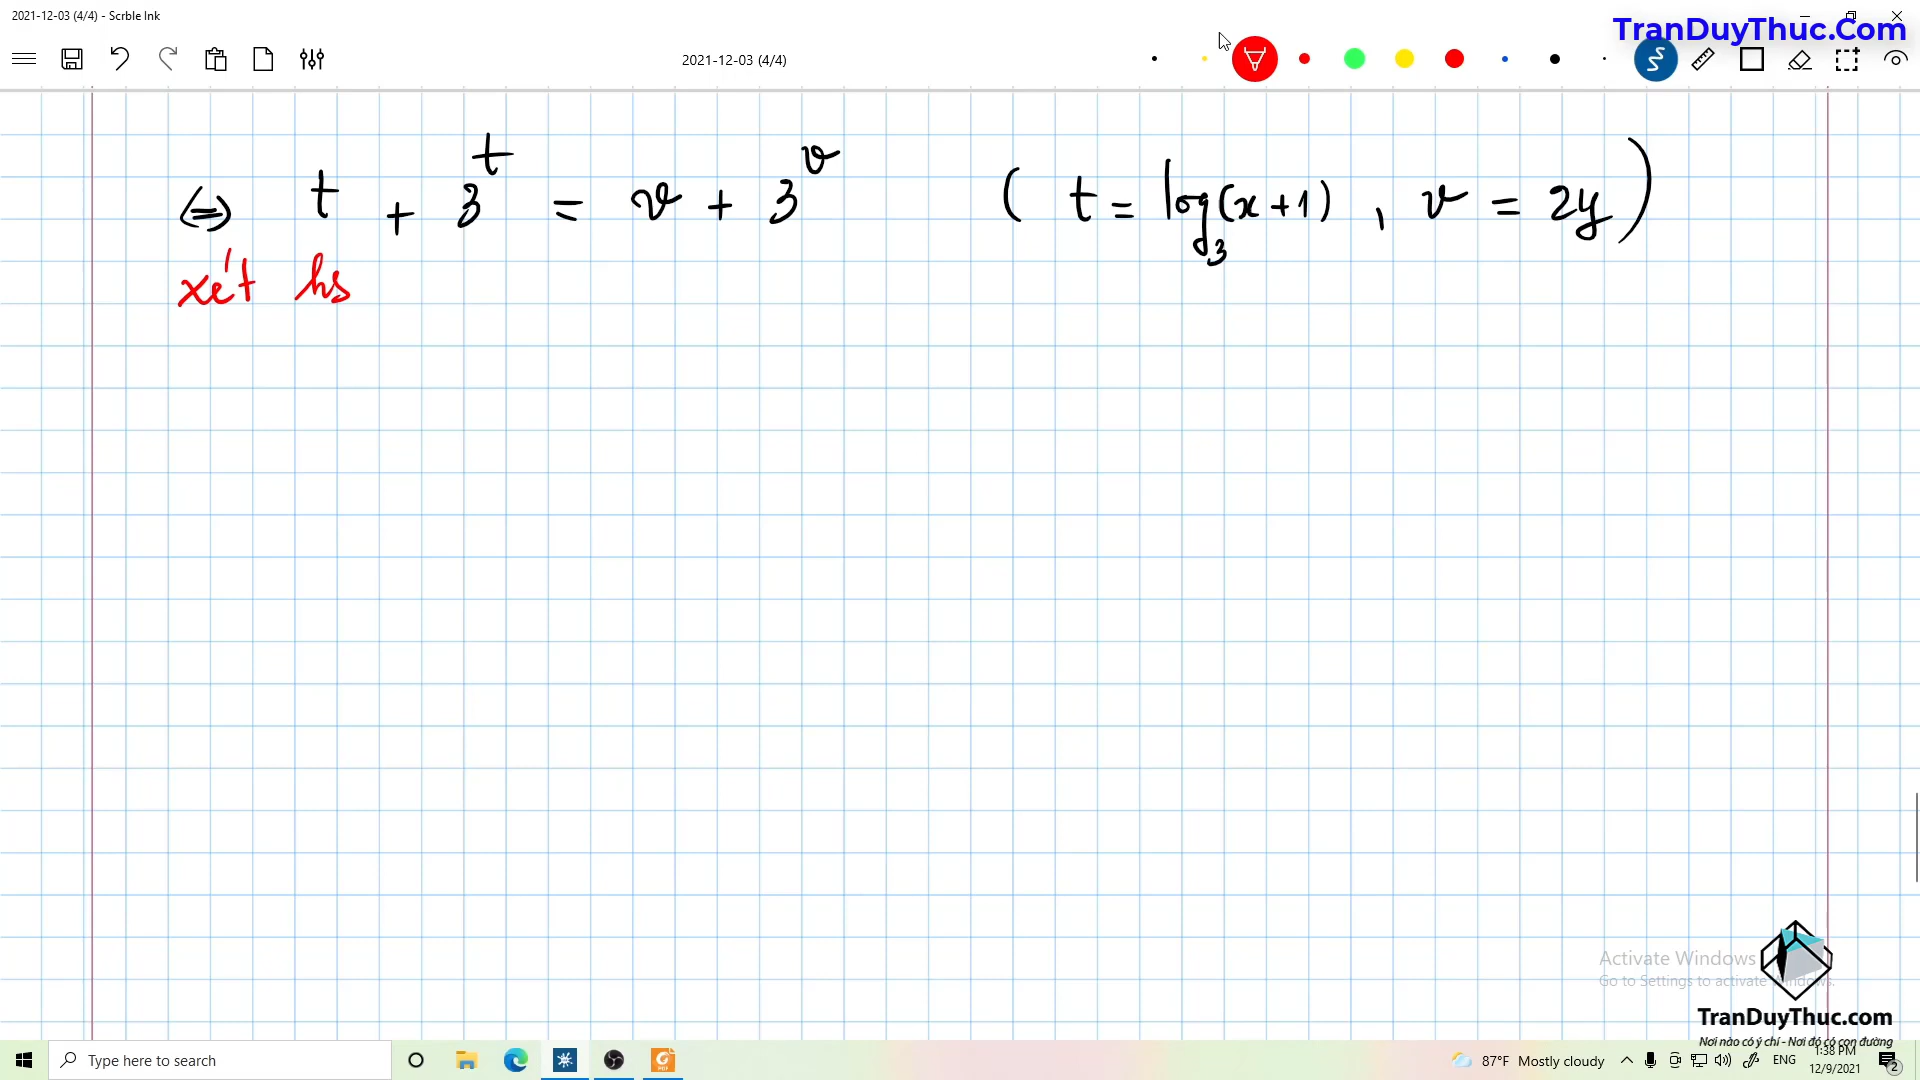 2021-12-03 (4/4) - Scrble Ink
TranDuyThuc.Com
2021-12-03 (4/4)
⇔ t + 3^t = v + 3^v ( t = log_3(x+1), v = 2y )
xét hs
Activate Windows
Go to Settings to activate Windows.
TranDuyThuc.com
Nơi nào có ý chí - Nơi đó có con đường
Type here to search
87°F Mostly cloudy
ENG
1:38 PM
12/9/2021
2